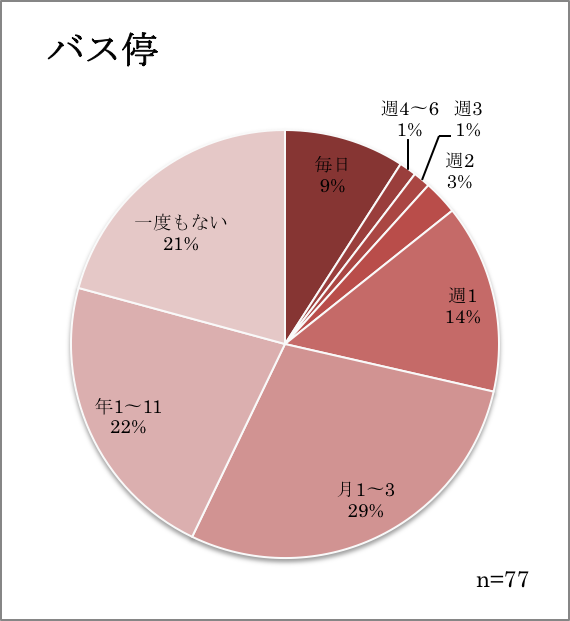 バス停
週4～6
1%
週3
1%
週2
3%
毎日
9%
一度もない
21%
週1
14%
年1～11
22%
月1～3
29%
n=77